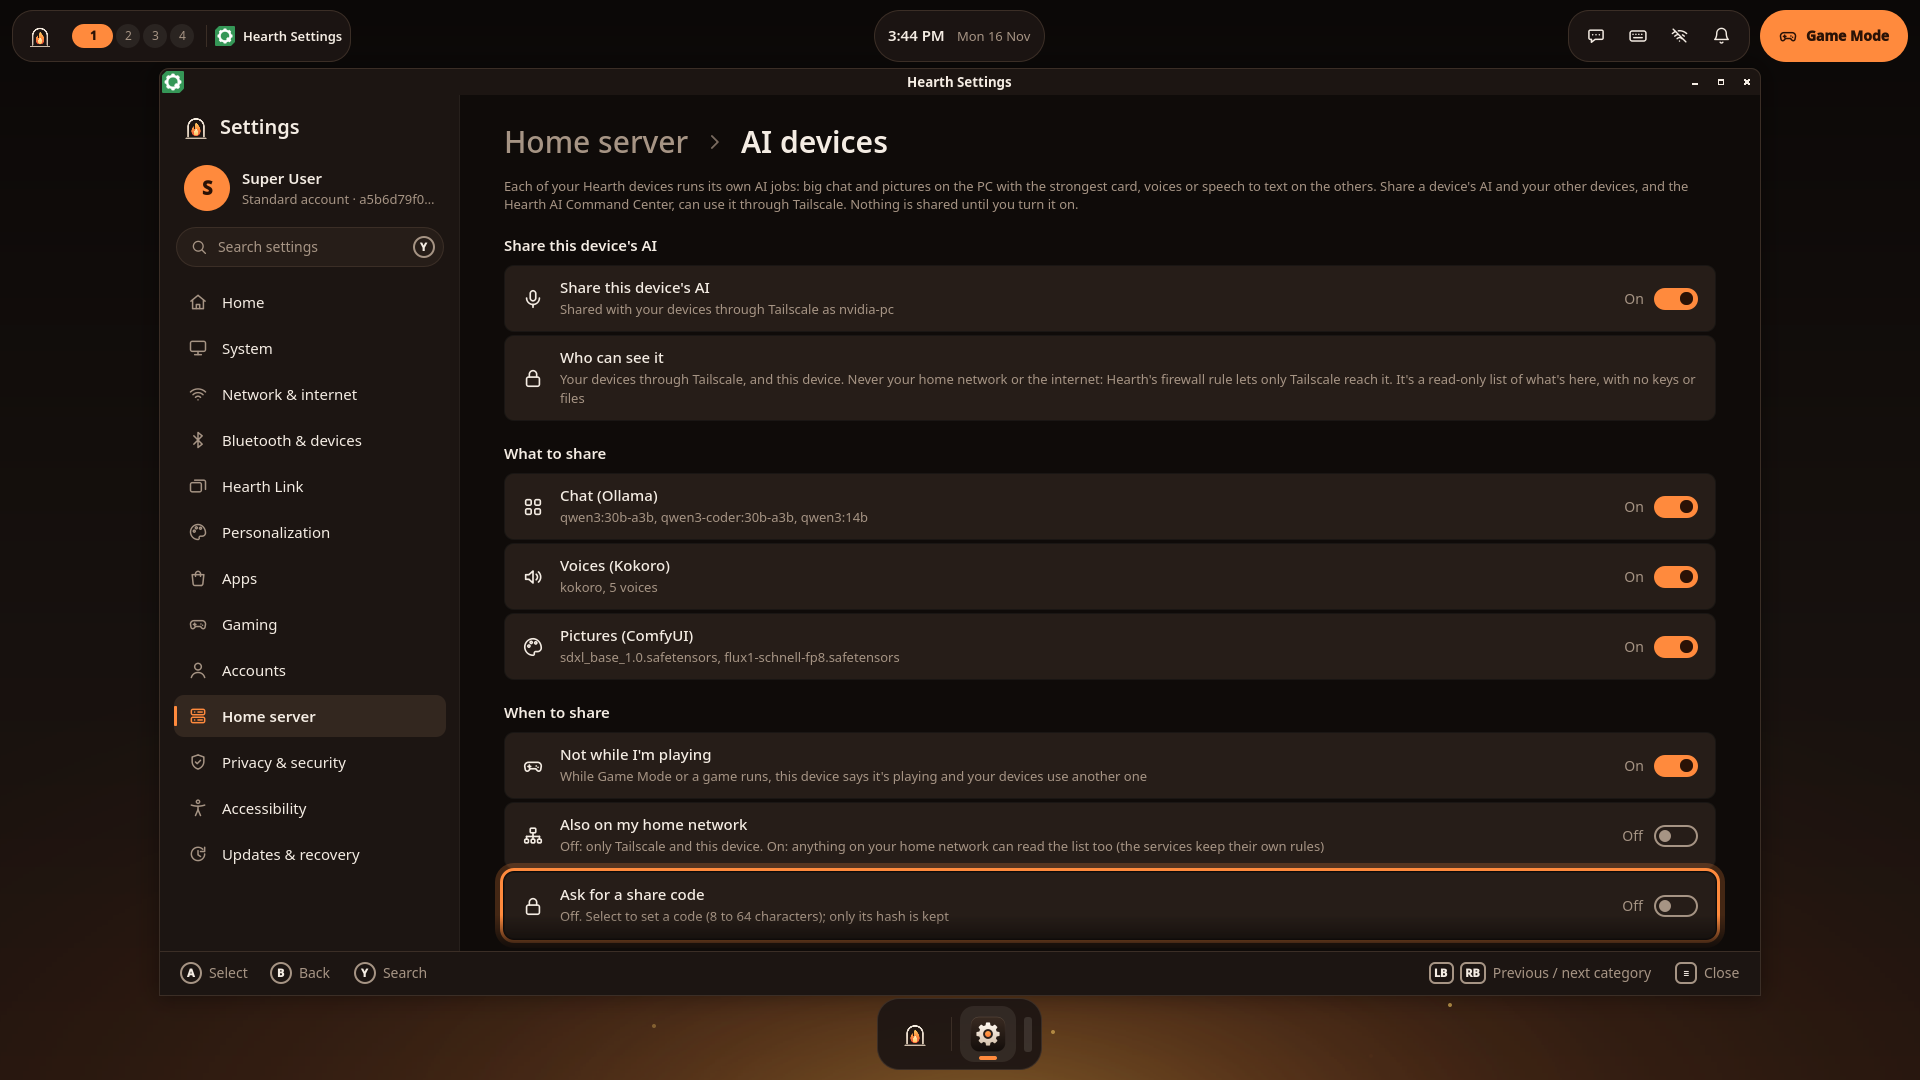 1
2
3
4
Hearth Settings
3:44 PM
Mon 16 Nov
Game Mode
Hearth Settings
Settings
S
Super User
Standard account · a5b6d79f0...
Search settings
Y
Home
System
Network & internet
Bluetooth & devices
Hearth Link
Personalization
Apps
Gaming
Accounts
Home server
Privacy & security
Accessibility
Updates & recovery
Home server
AI devices
Each of your Hearth devices runs its own AI jobs: big chat and pictures on the PC with the strongest card, voices or speech to text on the others. Share a device's AI and your other devices, and the
Hearth AI Command Center, can use it through Tailscale. Nothing is shared until you turn it on.
Share this device's AI
Share this device's AI
Shared with your devices through Tailscale as nvidia-pc
On
Who can see it
Your devices through Tailscale, and this device. Never your home network or the internet: Hearth's firewall rule lets only Tailscale reach it. It's a read-only list of what's here, with no keys or
files
What to share
Chat (Ollama)
qwen3:30b-a3b, qwen3-coder:30b-a3b, qwen3:14b
On
Voices (Kokoro)
kokoro, 5 voices
On
Pictures (ComfyUI)
sdxl_base_1.0.safetensors, flux1-schnell-fp8.safetensors
On
When to share
Not while I'm playing
While Game Mode or a game runs, this device says it's playing and your devices use another one
On
Also on my home network
Off: only Tailscale and this device. On: anything on your home network can read the list too (the services keep their own rules)
Off
Ask for a share code
Off. Select to set a code (8 to 64 characters); only its hash is kept
Off
A Select
B Back
Y Search
LB RB Previous / next category
Close